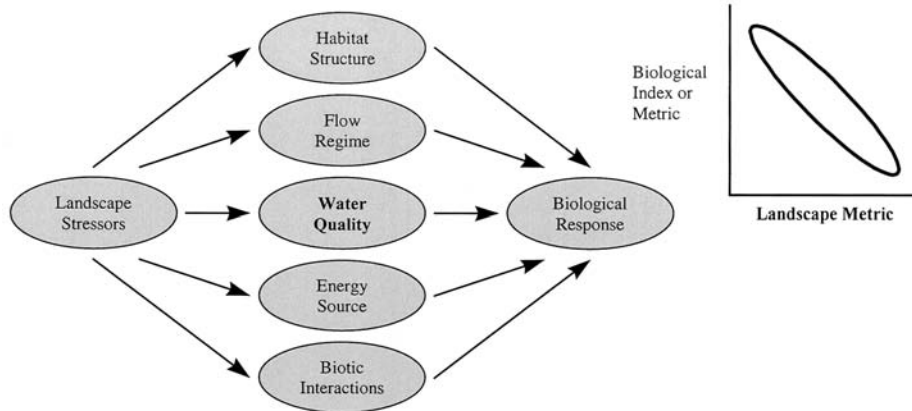 Habitat
Structure
Flow
Regime
Landscape
Stressors
Water
Quality
Biological
Response
Energy
Source
Biotic
Interactions
Biological
Index or
Metric
Landscape Metric